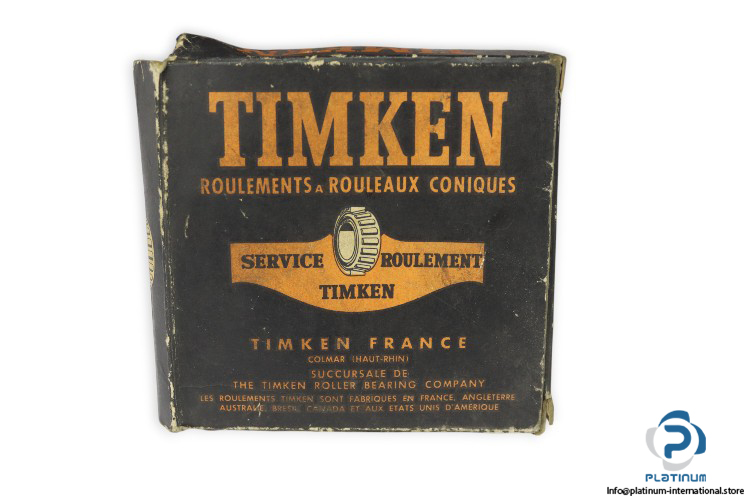 TIMKEN
ROULEMENTS A ROULEAUX CONIQUES
SERVICE ROULEMENT
TIMKEN
TIMKEN FRANCE
COLMAR (HAUT-RHIN)
SUCCURSALE DE
THE TIMKEN ROLLER BEARING COMPANY
LES ROULEMENTS TIMKEN SONT FABRIQUES EN FRANCE, ANGLETERRE
AUSTRALIE, BRESIL, CANADA ET AUX ETATS UNIS D'AMERIQUE
PLATINUM
Info@platinum-international.store